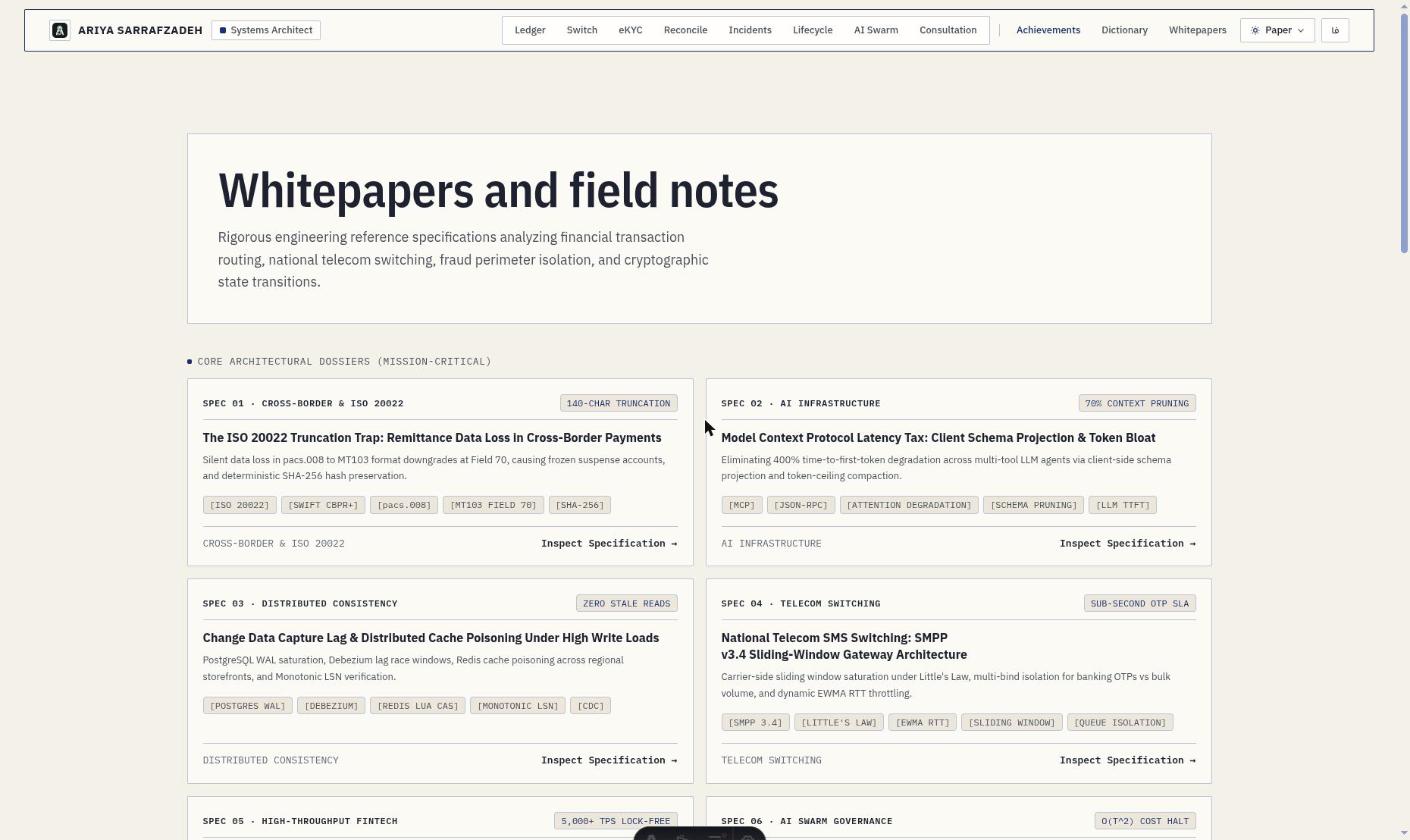 ARIYA SARRAFZADEH
Systems Architect
Ledger Switch eKYC Reconcile Incidents Lifecycle AI Swarm Consultation
Achievements Dictionary Whitepapers
Paper
فا
Whitepapers and field notes
Rigorous engineering reference specifications analyzing financial transaction
routing, national telecom switching, fraud perimeter isolation, and cryptographic
state transitions.
CORE ARCHITECTURAL DOSSIERS (MISSION-CRITICAL)
SPEC 01 · CROSS-BORDER & ISO 20022
140-CHAR TRUNCATION
The ISO 20022 Truncation Trap: Remittance Data Loss in Cross-Border Payments
Silent data loss in pacs.008 to MT103 format downgrades at Field 70, causing frozen suspense accounts,
and deterministic SHA-256 hash preservation.
[ISO 20022] [SWIFT CBPR+] [pacs.008] [MT103 FIELD 70] [SHA-256]
CROSS-BORDER & ISO 20022
Inspect Specification →
SPEC 02 · AI INFRASTRUCTURE
70% CONTEXT PRUNING
Model Context Protocol Latency Tax: Client Schema Projection & Token Bloat
Eliminating 400% time-to-first-token degradation across multi-tool LLM agents via client-side schema
projection and token-ceiling compaction.
[MCP] [JSON-RPC] [ATTENTION DEGRADATION] [SCHEMA PRUNING] [LLM TTFT]
AI INFRASTRUCTURE
Inspect Specification →
SPEC 03 · DISTRIBUTED CONSISTENCY
ZERO STALE READS
Change Data Capture Lag & Distributed Cache Poisoning Under High Write Loads
PostgreSQL WAL saturation, Debezium lag race windows, Redis cache poisoning across regional
storefronts, and Monotonic LSN verification.
[POSTGRES WAL] [DEBEZIUM] [REDIS LUA CAS] [MONOTONIC LSN] [CDC]
DISTRIBUTED CONSISTENCY
Inspect Specification →
SPEC 04 · TELECOM SWITCHING
SUB-SECOND OTP SLA
National Telecom SMS Switching: SMPP
v3.4 Sliding-Window Gateway Architecture
Carrier-side sliding window saturation under Little's Law, multi-bind isolation for banking OTPs vs bulk
volume, and dynamic EWMA RTT throttling.
[SMPP 3.4] [LITTLE'S LAW] [EWMA RTT] [SLIDING WINDOW] [QUEUE ISOLATION]
TELECOM SWITCHING
Inspect Specification →
SPEC 05 · HIGH-THROUGHPUT FINTECH
5,000+ TPS LOCK-FREE
SPEC 06 · AI SWARM GOVERNANCE
O(T^2) COST HALT